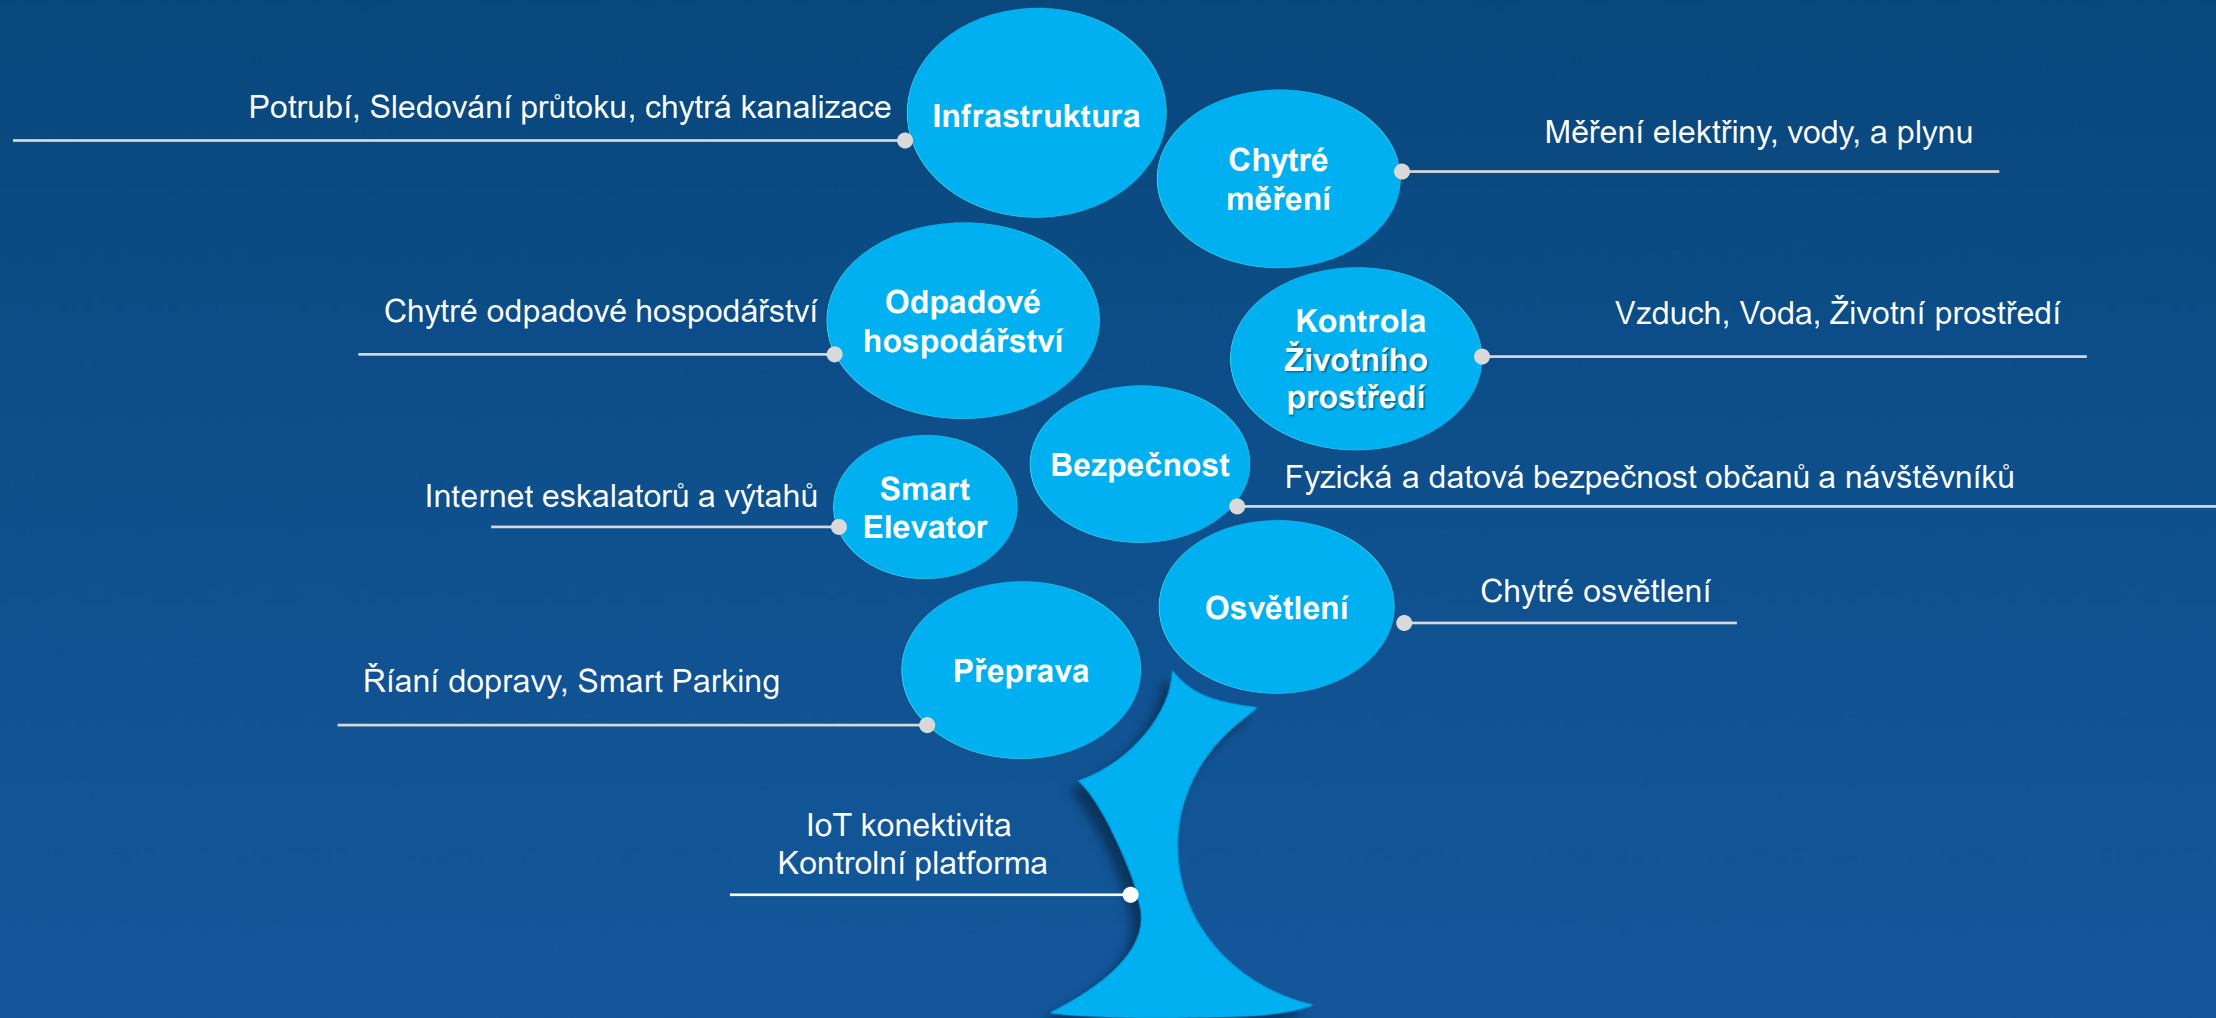 Potrubí, Sledování průtoku, chytrá kanalizace
Infrastruktura
Chytré
měření
Měření elektřiny, vody, a plynu
Chytré odpadové hospodářství
Odpadové
hospodářství
Kontrola
Životního
prostředí
Vzduch, Voda, Životní prostředí
Internet eskalatorů a výtahů
Smart
Elevator
Bezpečnost
Fyzická a datová bezpečnost občanů a návštěvníků
Osvětlení
Chytré osvětlení
Říaní dopravy, Smart Parking
Přeprava
IoT konektivita
Kontrolní platforma